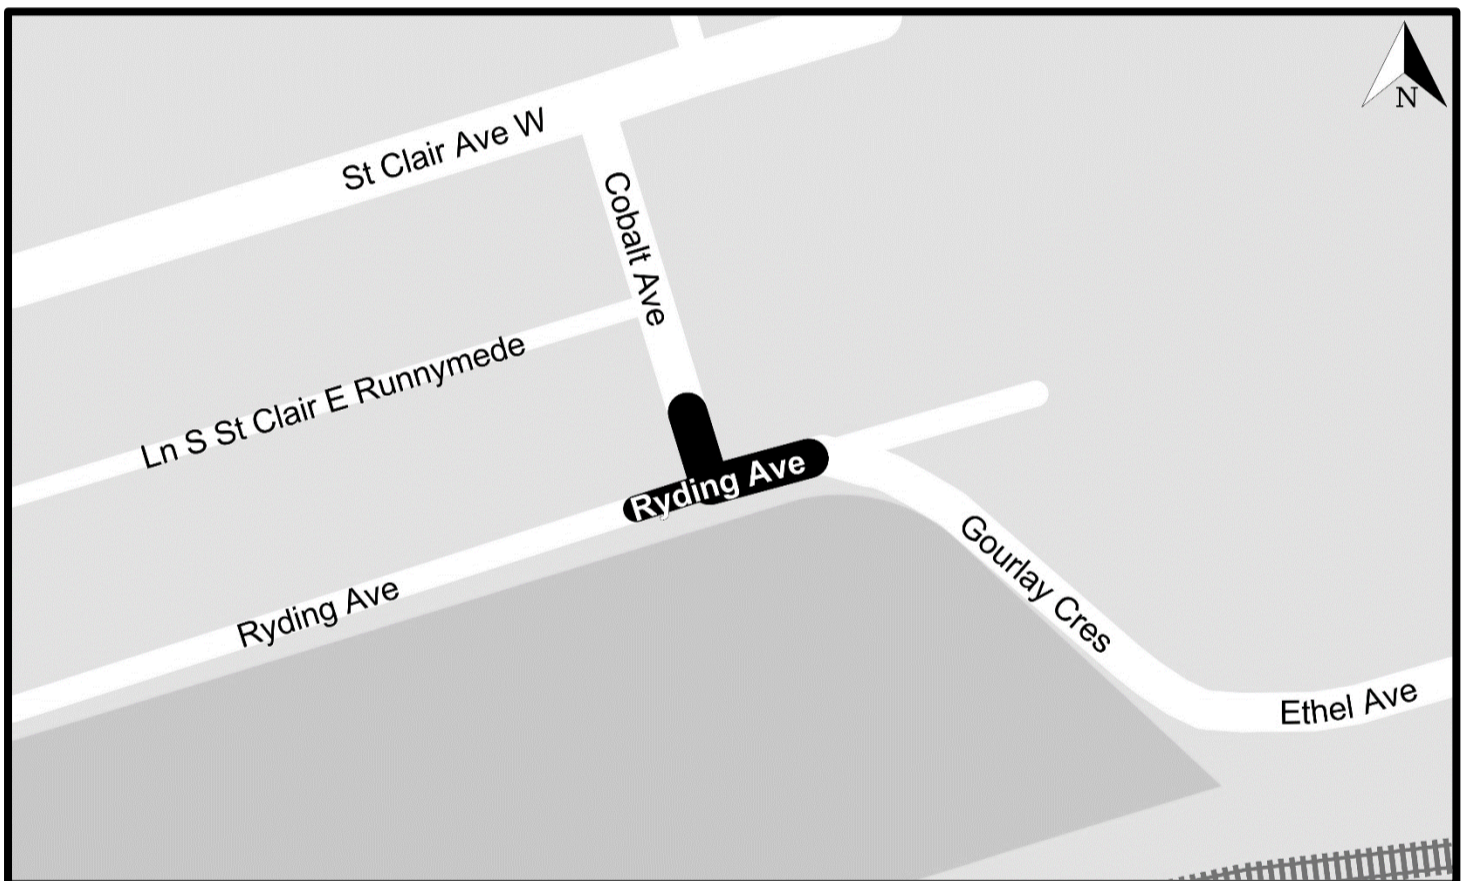 N
St Clair Ave W
Cobalt Ave
Ln S St Clair E Runnymede
Ryding Ave
Gourlay Cres
Ryding Ave
Ethel Ave